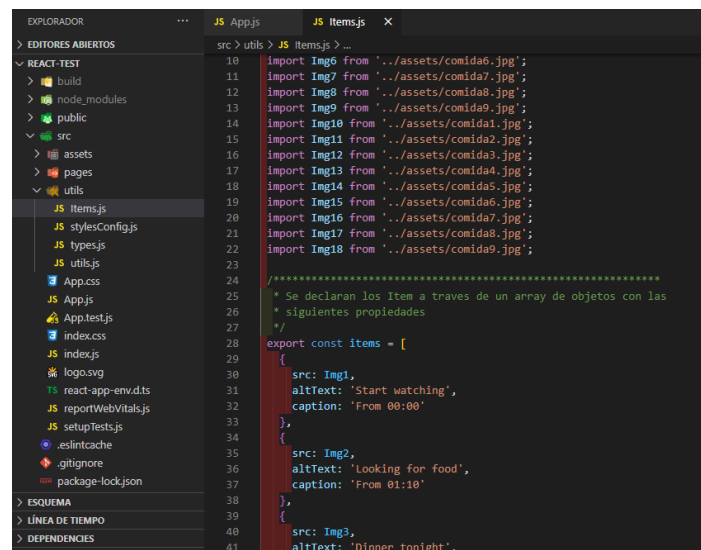 EXPLORADOR ...
EDITORES ABIERTOS
REACT-TEST
build
node_modules
public
src
assets
pages
utils
JS Items.js
JS stylesConfig.js
JS types.js
JS utils.js
App.css
JS App.js
App.test.js
index.css
JS index.js
logo.svg
TS react-app-env.d.ts
JS reportWebVitals.js
JS setupTests.js
.eslintcache
.gitignore
package-lock.json
ESQUEMA
LÍNEA DE TIEMPO
DEPENDENCIES
JS App.js JS Items.js ×
src > utils > JS Items.js > ...
10 import Img6 from '../assets/comida6.jpg';
11 import Img7 from '../assets/comida7.jpg';
12 import Img8 from '../assets/comida8.jpg';
13 import Img9 from '../assets/comida9.jpg';
14 import Img10 from '../assets/comida1.jpg';
15 import Img11 from '../assets/comida2.jpg';
16 import Img12 from '../assets/comida3.jpg';
17 import Img13 from '../assets/comida4.jpg';
18 import Img14 from '../assets/comida5.jpg';
19 import Img15 from '../assets/comida6.jpg';
20 import Img16 from '../assets/comida7.jpg';
21 import Img17 from '../assets/comida8.jpg';
22 import Img18 from '../assets/comida9.jpg';
23
24 /*************************************************************
25 * Se declaran los Item a traves de un array de objetos con las
26 * siguientes propiedades
27 */
28 export const items = [
29 {
30 src: Img1,
31 altText: 'Start watching',
32 caption: 'From 00:00'
33 },
34 {
35 src: Img2,
36 altText: 'Looking for food',
37 caption: 'From 01:10'
38 },
39 {
40 src: Img3,
41 altText: 'Dinner tonight',